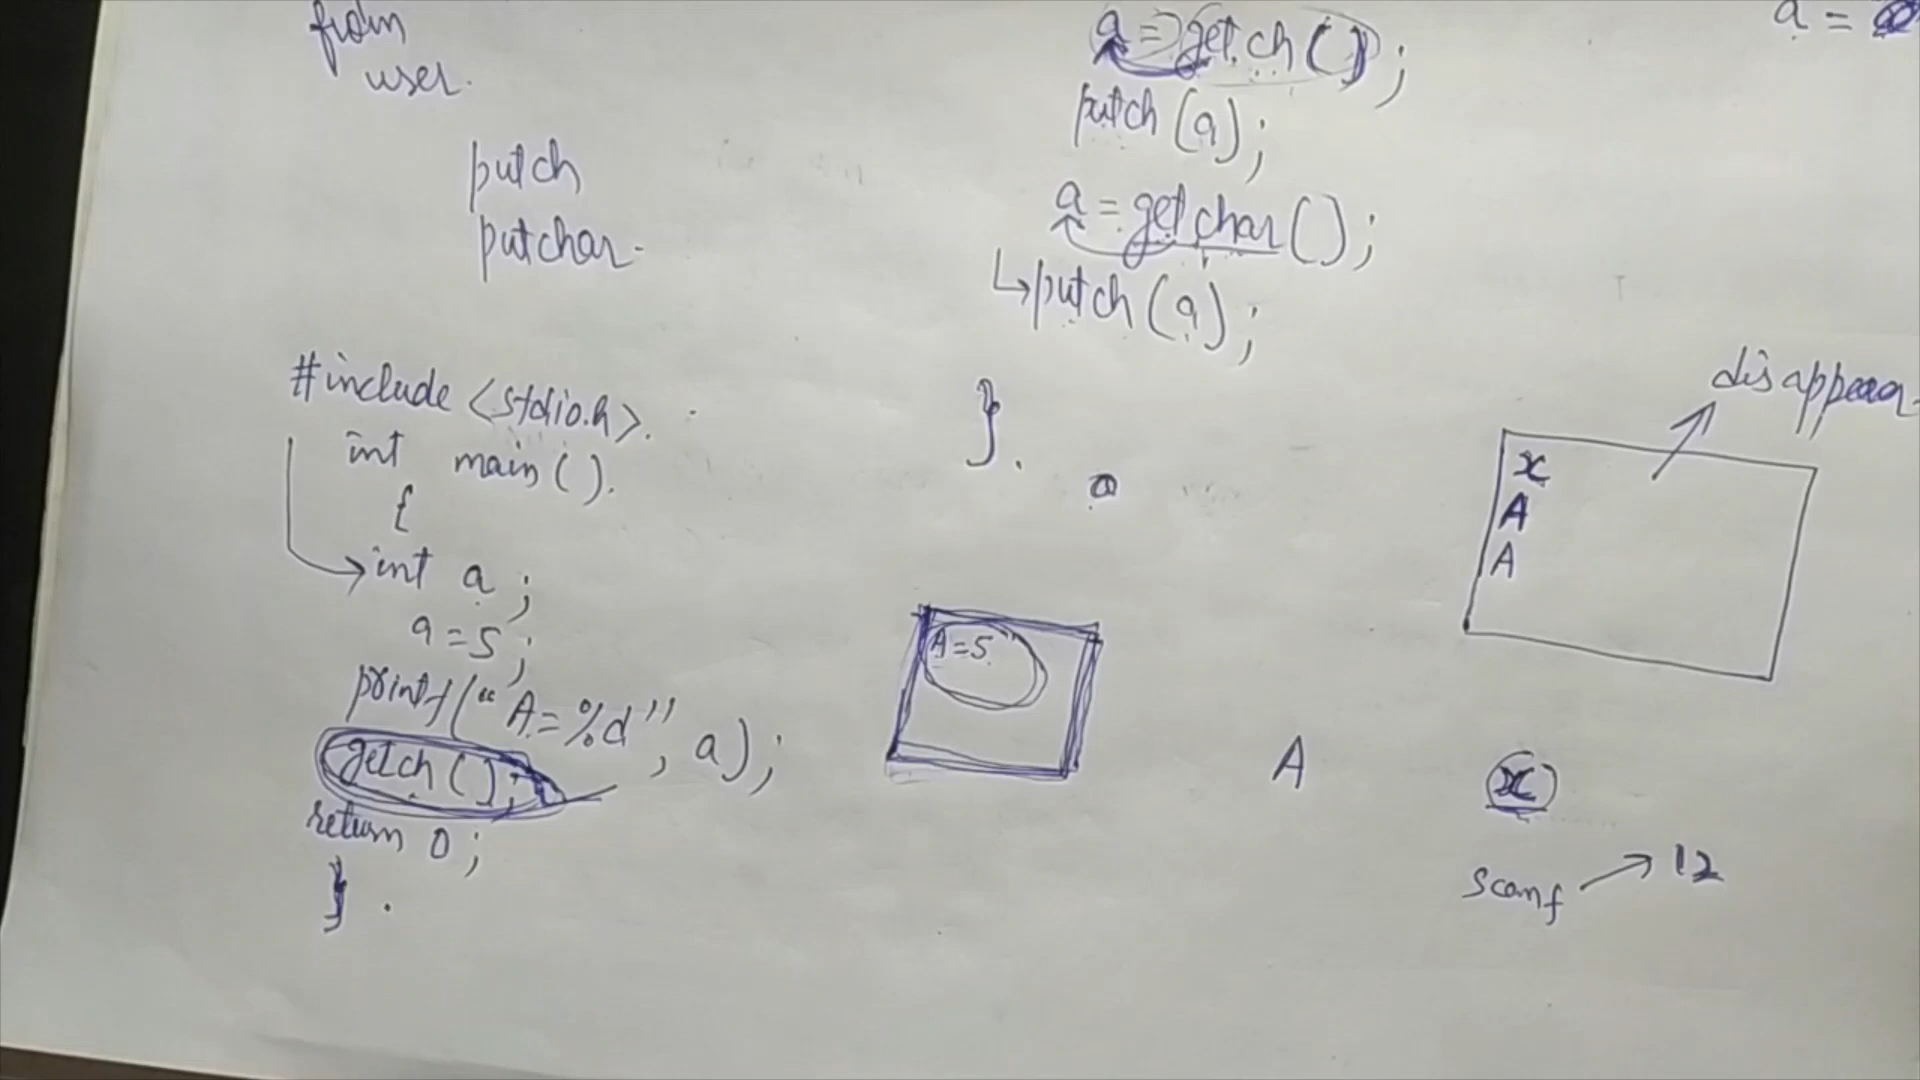 from
user.
putch
putchar.
#include <stdio.h>.
int main().
{
int a;
a=5;
printf("A=%d", a);
getch();
return 0;
}.
a = getch();
putch(a);
a = getchar();
putch(a);
}.
a
A=5
A
a =
disappear
x
A
A
x
scanf → 12